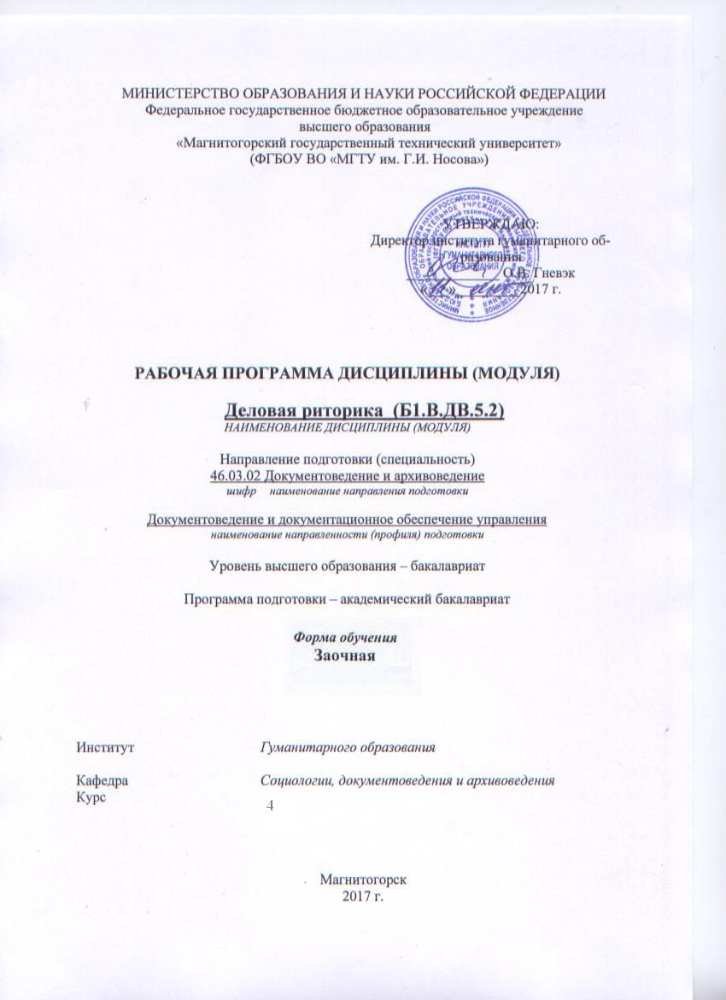 МИНИСТЕРСТВО ОБРАЗОВАНИЯ И НАУКИ РОССИЙСКОЙ ФЕДЕРАЦИИ
Федеральное государственное бюджетное образовательное учреждение
высшего образования
«Магнитогорский государственный технический университет»
(ФГБОУ ВО «МГТУ им. Г.И. Носова»)
УТВЕРЖДАЮ:
Директор института гуманитарного об-
разования
О.В. Гневэк
2017 г.
ИНСТИТУТ
ГУМАНИТАРНОГО
ОБРАЗОВАНИЯ
РАБОЧАЯ ПРОГРАММА ДИСЦИПЛИНЫ (МОДУЛЯ)
Деловая риторика (Б1.В.ДВ.5.2)
НАИМЕНОВАНИЕ ДИСЦИПЛИНЫ (МОДУЛЯ)
Направление подготовки (специальность)
46.03.02 Документоведение и архивоведение
шифр наименование направления подготовки
Документоведение и документационное обеспечение управления
наименование направленности (профиля) подготовки
Уровень высшего образования – бакалавриат
Программа подготовки – академический бакалавриат
Форма обучения
Заочная
Институт Гуманитарного образования
Кафедра Социологии, документоведения и архивоведения
Курс 4
Магнитогорск
2017 г.